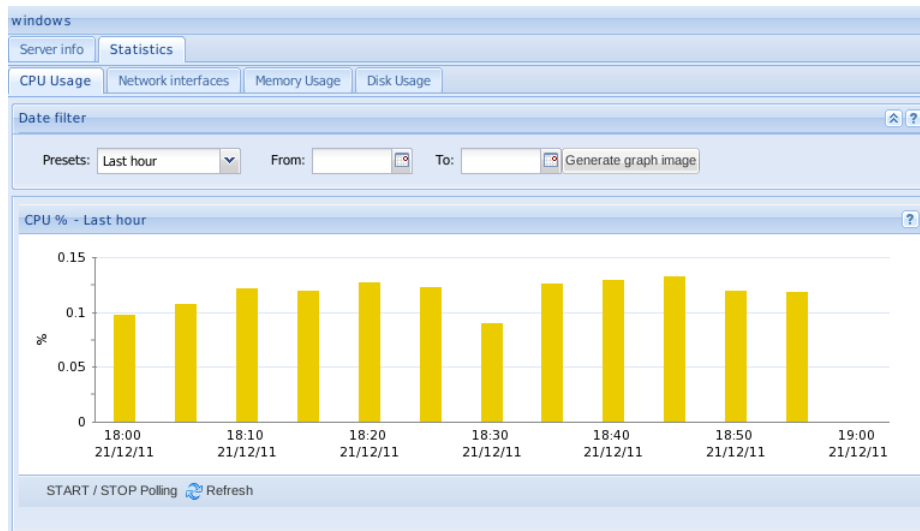 windows
Server info Statistics
CPU Usage Network interfaces Memory Usage Disk Usage
Date filter ?
Presets: Last hour From: To: Generate graph image
CPU % - Last hour ?
0.15
0.1
0.05
0
%
18:00 18:10 18:20 18:30 18:40 18:50 19:00
21/12/11 21/12/11 21/12/11 21/12/11 21/12/11 21/12/11 21/12/11
START / STOP Polling Refresh